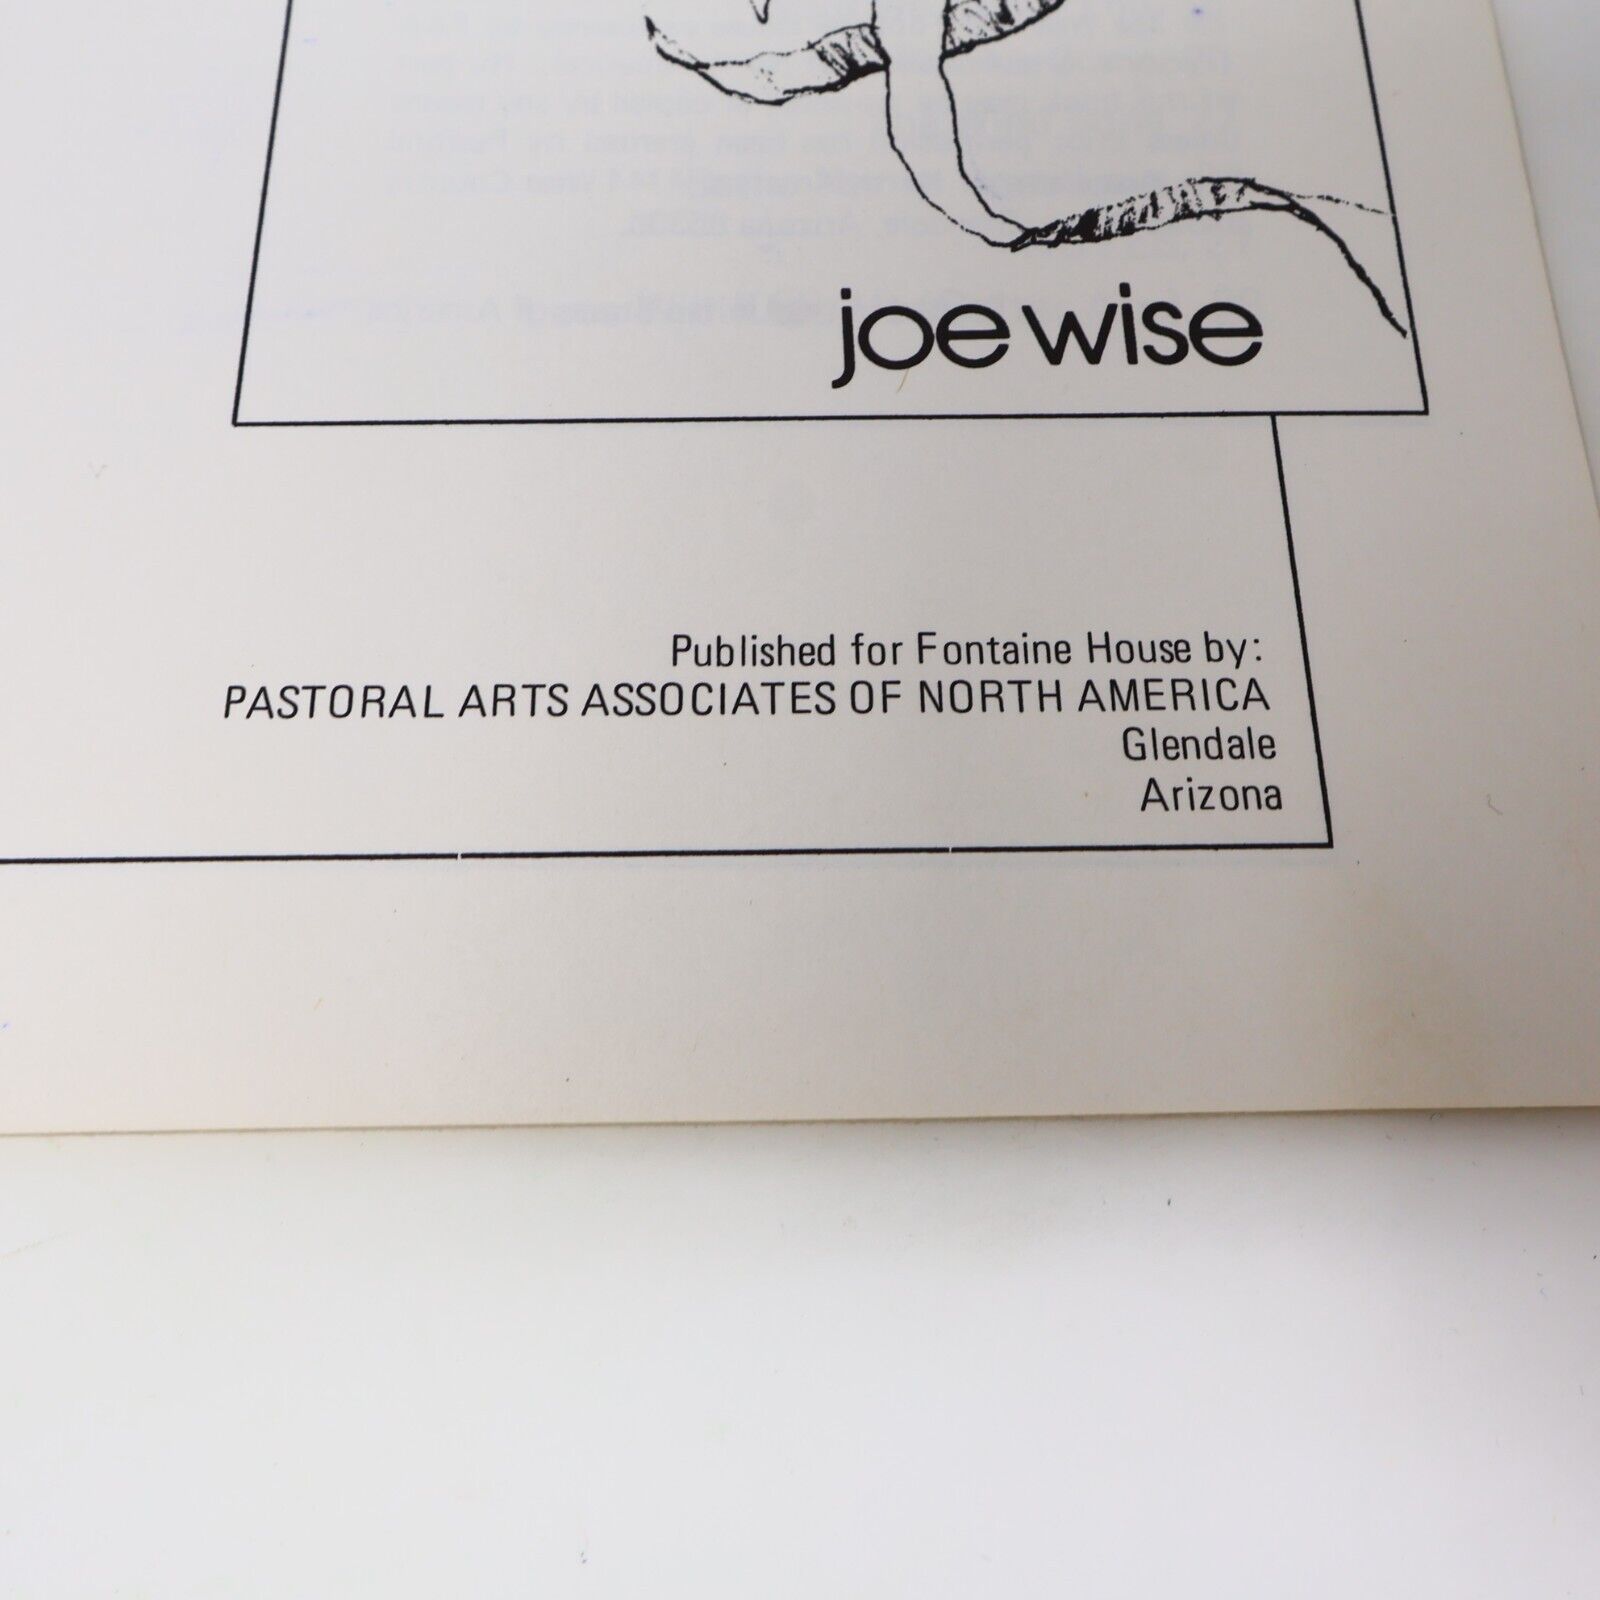 joe wise
Published for Fontaine House by:
PASTORAL ARTS ASSOCIATES OF NORTH AMERICA
Glendale
Arizona